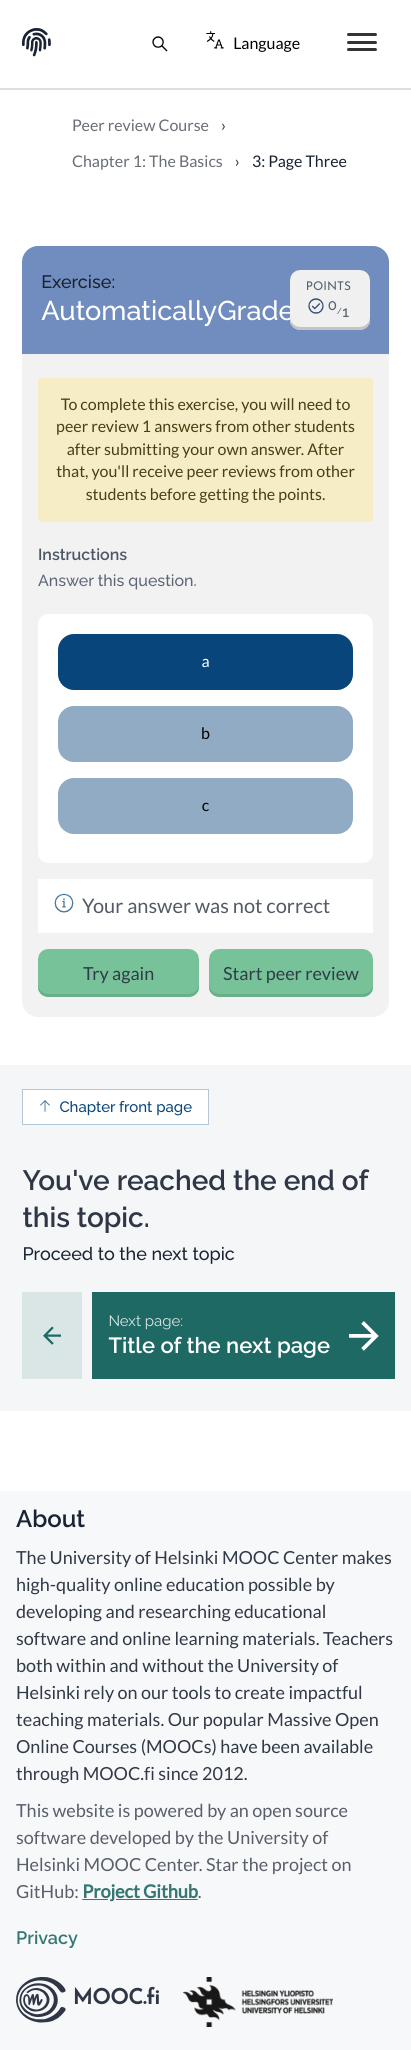 Language
Peer review Course ›
Chapter 1: The Basics › 3: Page Three
Exercise:
AutomaticallyGrade
POINTS
0/1
To complete this exercise, you will need to
peer review 1 answers from other students
after submitting your own answer. After
that, you'll receive peer reviews from other
students before getting the points.
Instructions
Answer this question.
a
b
c
Your answer was not correct
Try again
Start peer review
Chapter front page
You've reached the end of
this topic.
Proceed to the next topic
Next page:
Title of the next page
About
The University of Helsinki MOOC Center makes
high-quality online education possible by
developing and researching educational
software and online learning materials. Teachers
both within and without the University of
Helsinki rely on our tools to create impactful
teaching materials. Our popular Massive Open
Online Courses (MOOCs) have been available
through MOOC.fi since 2012.
This website is powered by an open source
software developed by the University of
Helsinki MOOC Center. Star the project on
GitHub: Project Github.
Privacy
MOOC.fi
HELSINGIN YLIOPISTO
HELSINGFORS UNIVERSITET
UNIVERSITY OF HELSINKI